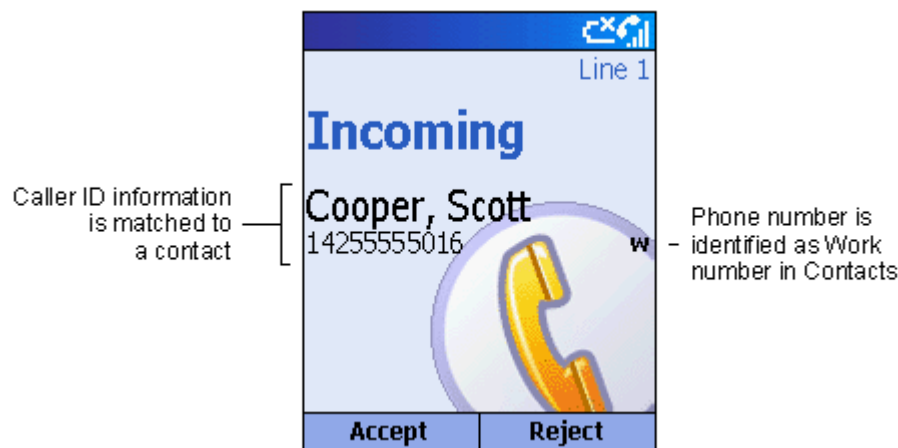 Line 1
Incoming
Caller ID information
is matched to
a contact
Cooper, Scott
14255555016
w
Phone number is
identified as Work
number in Contacts
Accept
Reject